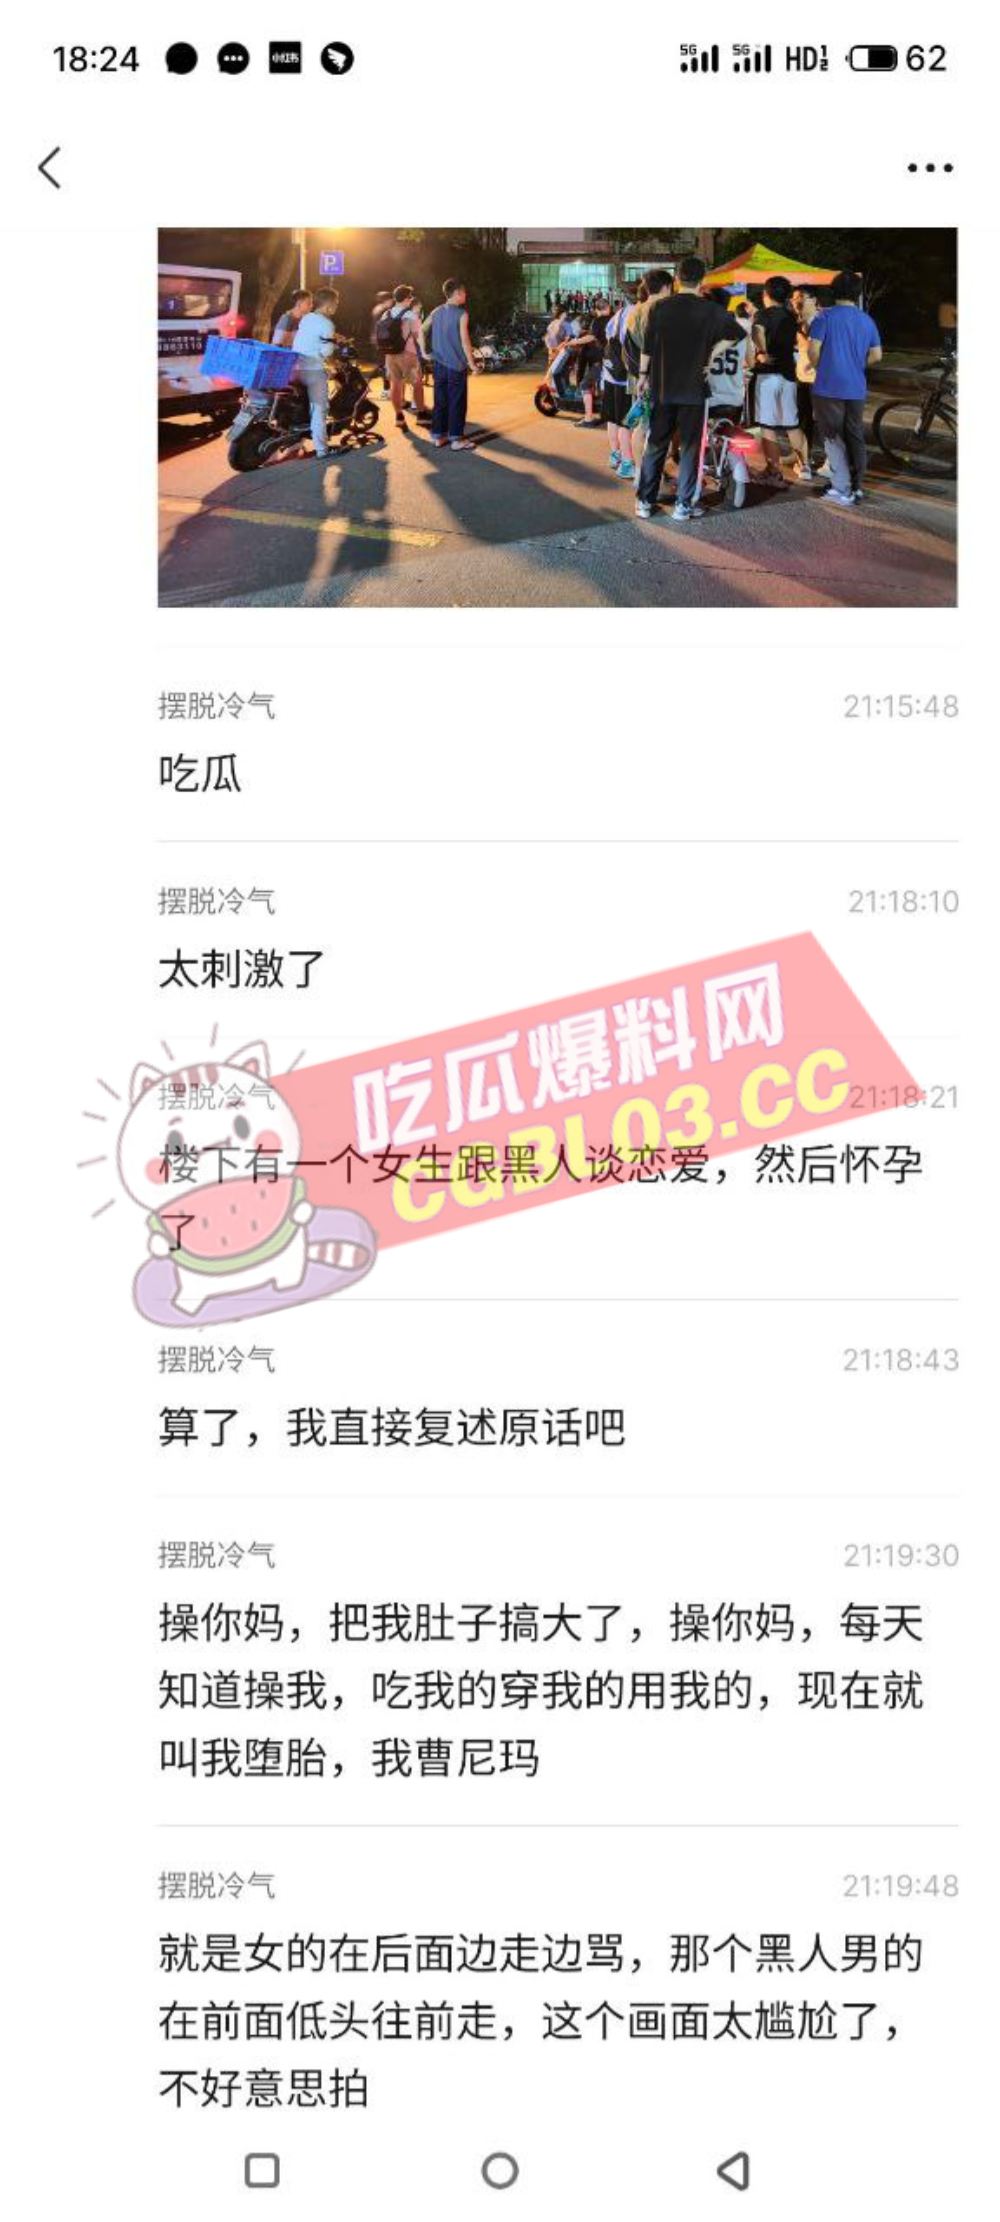 18:24
小红书
5G
5G
HD
62
P
55
摆脱冷气
21:15:48
吃瓜
摆脱冷气
21:18:10
太刺激了
吃瓜爆料网
CGBL03.CC
摆脱冷气
21:18:21
楼下有一个女生跟黑人谈恋爱，然后怀孕
了
摆脱冷气
21:18:43
算了，我直接复述原话吧
摆脱冷气
21:19:30
操你妈，把我肚子搞大了，操你妈，每天
知道操我，吃我的穿我的用我的，现在就
叫我堕胎，我曹尼玛
摆脱冷气
21:19:48
就是女的在后面边走边骂，那个黑人男的
在前面低头往前走，这个画面太尴尬了，
不好意思拍